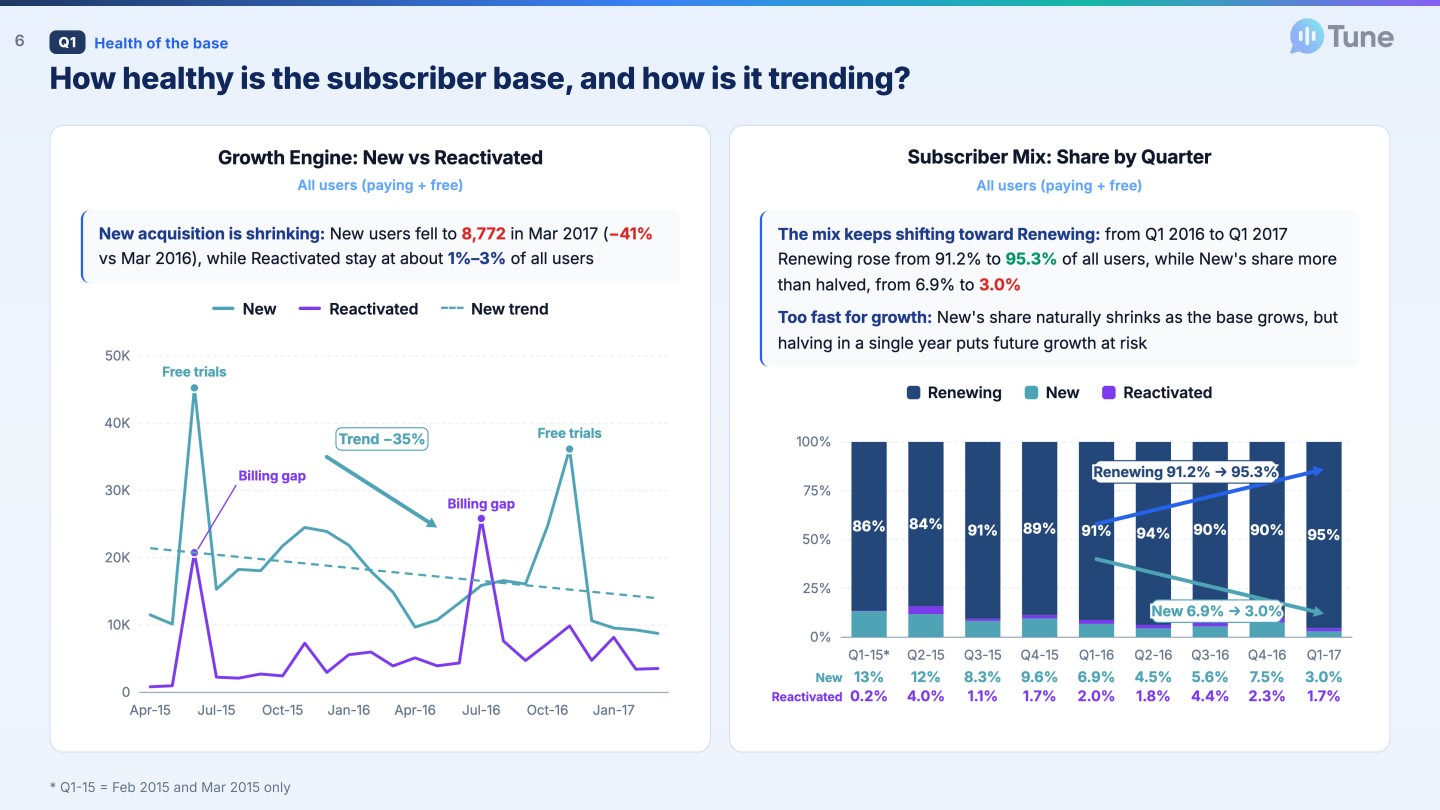 6
Q1 Health of the base
Tune
How healthy is the subscriber base, and how is it trending?
Growth Engine: New vs Reactivated
All users (paying + free)
New acquisition is shrinking: New users fell to 8,772 in Mar 2017 (−41%
vs Mar 2016), while Reactivated stay at about 1%–3% of all users
New Reactivated New trend
50K
40K
30K
20K
10K
0
Free trials
Billing gap
Trend −35%
Billing gap
Free trials
Apr-15 Jul-15 Oct-15 Jan-16 Apr-16 Jul-16 Oct-16 Jan-17
Subscriber Mix: Share by Quarter
All users (paying + free)
The mix keeps shifting toward Renewing: from Q1 2016 to Q1 2017
Renewing rose from 91.2% to 95.3% of all users, while New's share more
than halved, from 6.9% to 3.0%
Too fast for growth: New's share naturally shrinks as the base grows, but
halving in a single year puts future growth at risk
Renewing New Reactivated
100%
75%
50%
25%
0%
Renewing 91.2% → 95.3%
86% 84% 91% 89% 91% 94% 90% 90% 95%
New 6.9% → 3.0%
Q1-15* Q2-15 Q3-15 Q4-15 Q1-16 Q2-16 Q3-16 Q4-16 Q1-17
New 13% 12% 8.3% 9.6% 6.9% 4.5% 5.6% 7.5% 3.0%
Reactivated 0.2% 4.0% 1.1% 1.7% 2.0% 1.8% 4.4% 2.3% 1.7%
* Q1-15 = Feb 2015 and Mar 2015 only